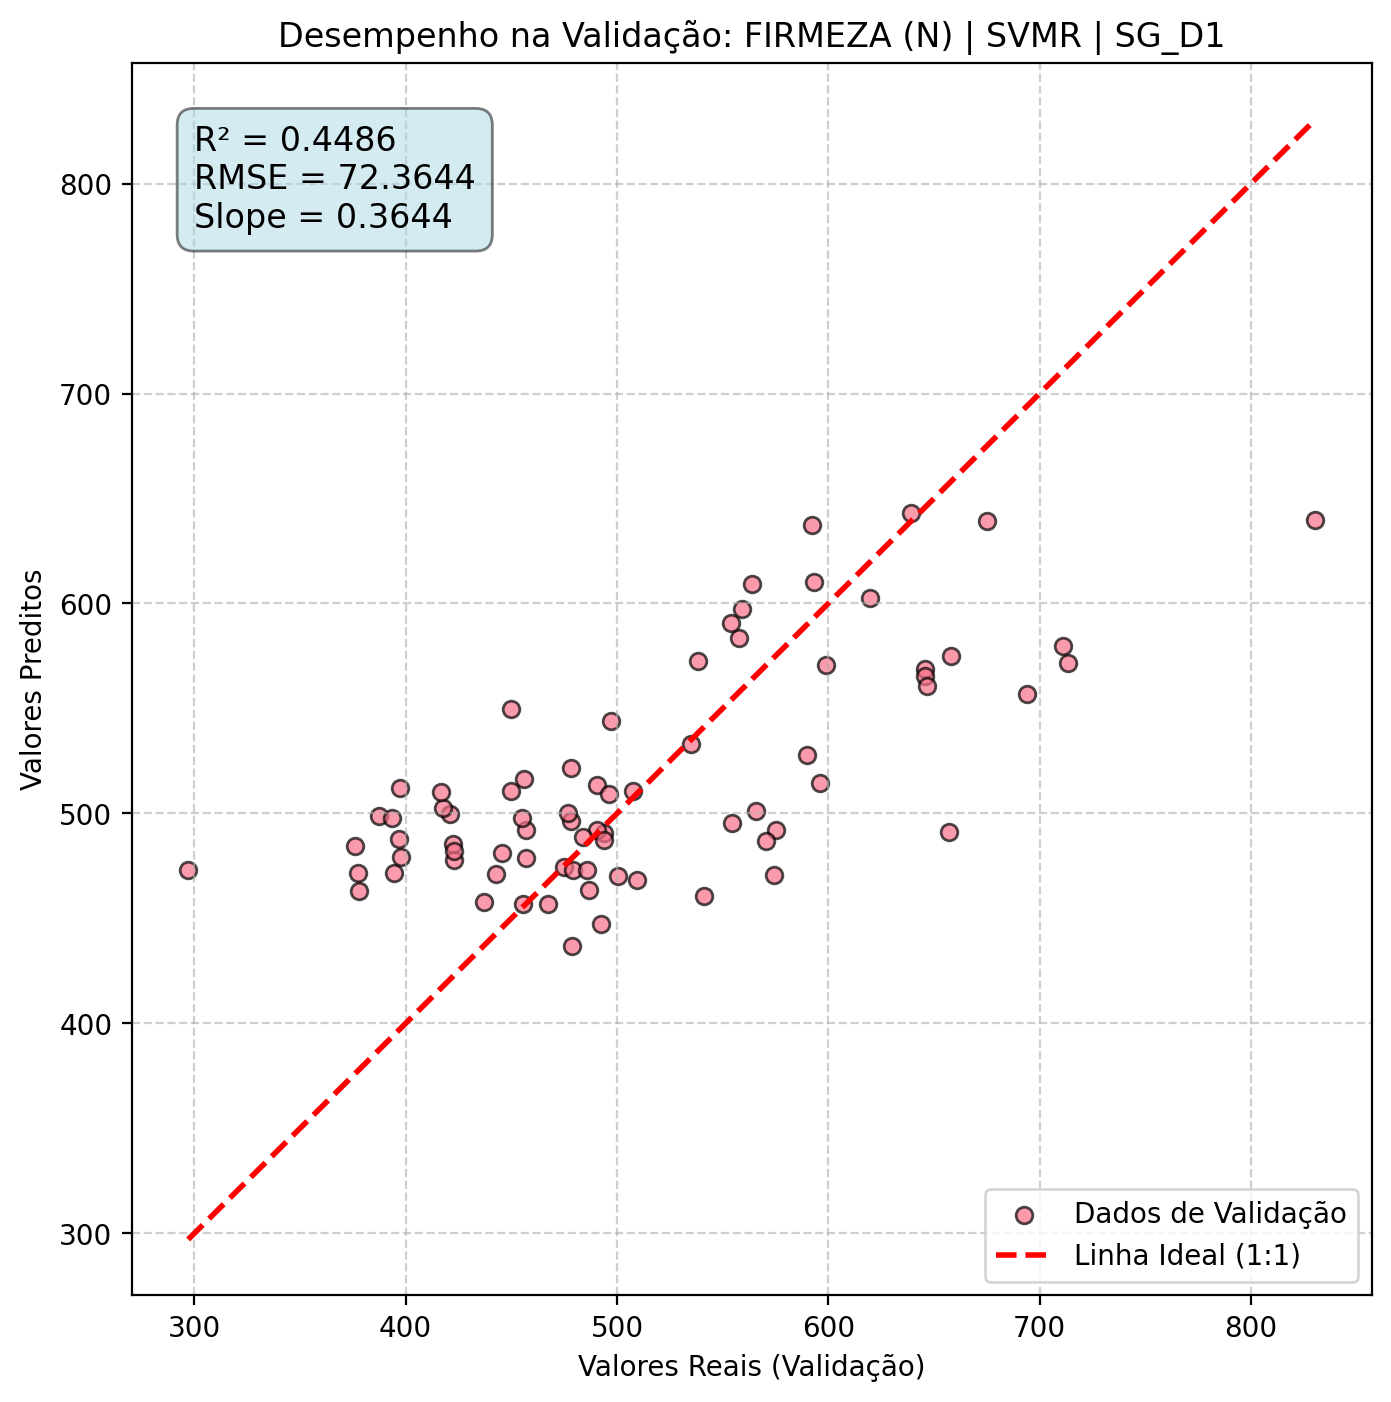 Desempenho na Validação: FIRMEZA (N) | SVMR | SG_D1
R² = 0.4486
RMSE = 72.3644
Slope = 0.3644
800
700
600
500
400
300
Valores Preditos
Dados de Validação
Linha Ideal (1:1)
300 400 500 600 700 800
Valores Reais (Validação)